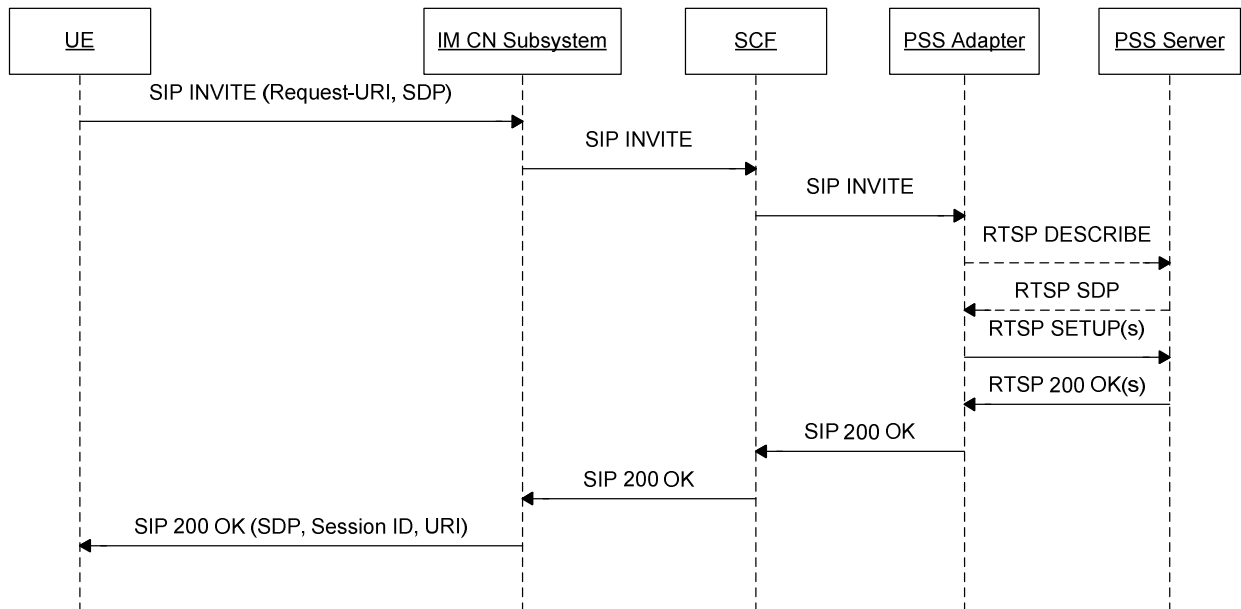 UE
IM CN Subsystem
SCF
PSS Adapter
PSS Server
SIP INVITE (Request-URI, SDP)
SIP INVITE
SIP INVITE
RTSP DESCRIBE
RTSP SDP
RTSP SETUP(s)
RTSP 200 OK(s)
SIP 200 OK
SIP 200 OK
SIP 200 OK (SDP, Session ID, URI)